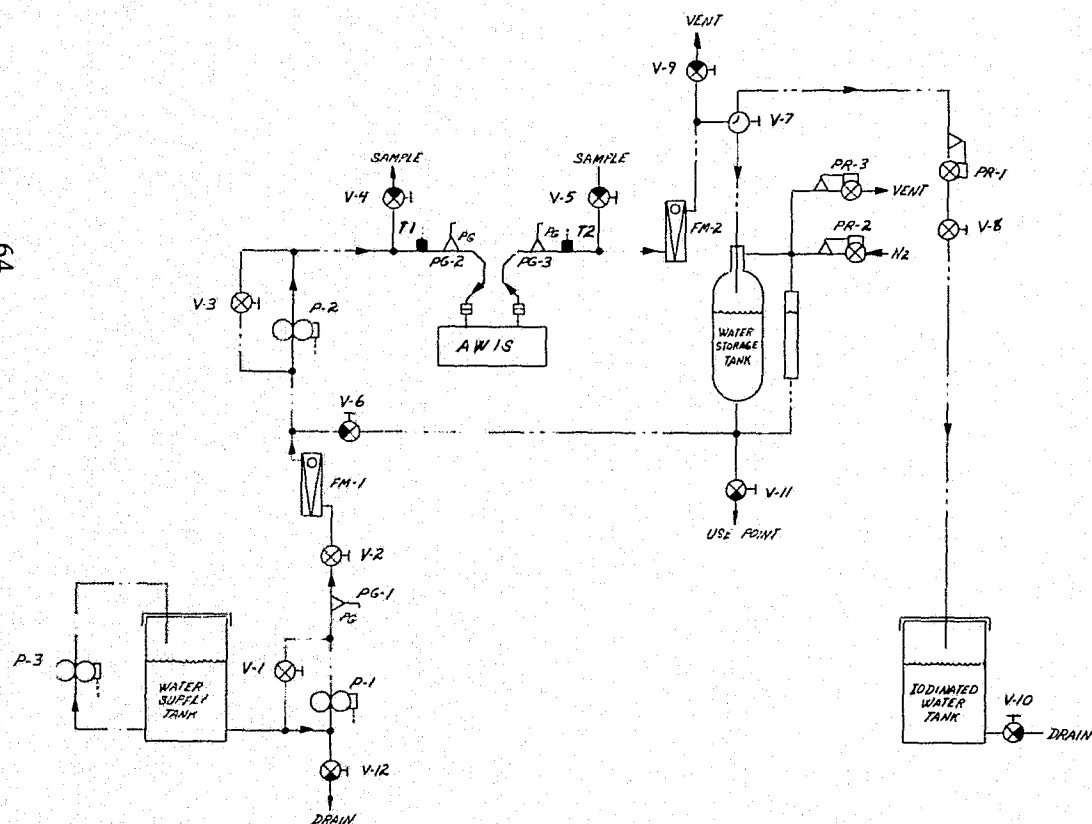 VENT
V-9
V-7
SAMPLE
SAMPLE
PR-3
PR-1
V-4
V-5
VENT
T1
PG
PG
T2
FM-2
PR-2
V-8
PG-2
PG-3
N2
64
V-3
P-2
AWIS
WATER
STORAGE
TANK
V-6
FM-1
V-11
USE POINT
V-2
PG-1
PG
P-3
V-1
WATER
SUPPLY
TANK
P-1
IODINATED
WATER
TANK
V-10
DRAIN
V-12
DRAIN